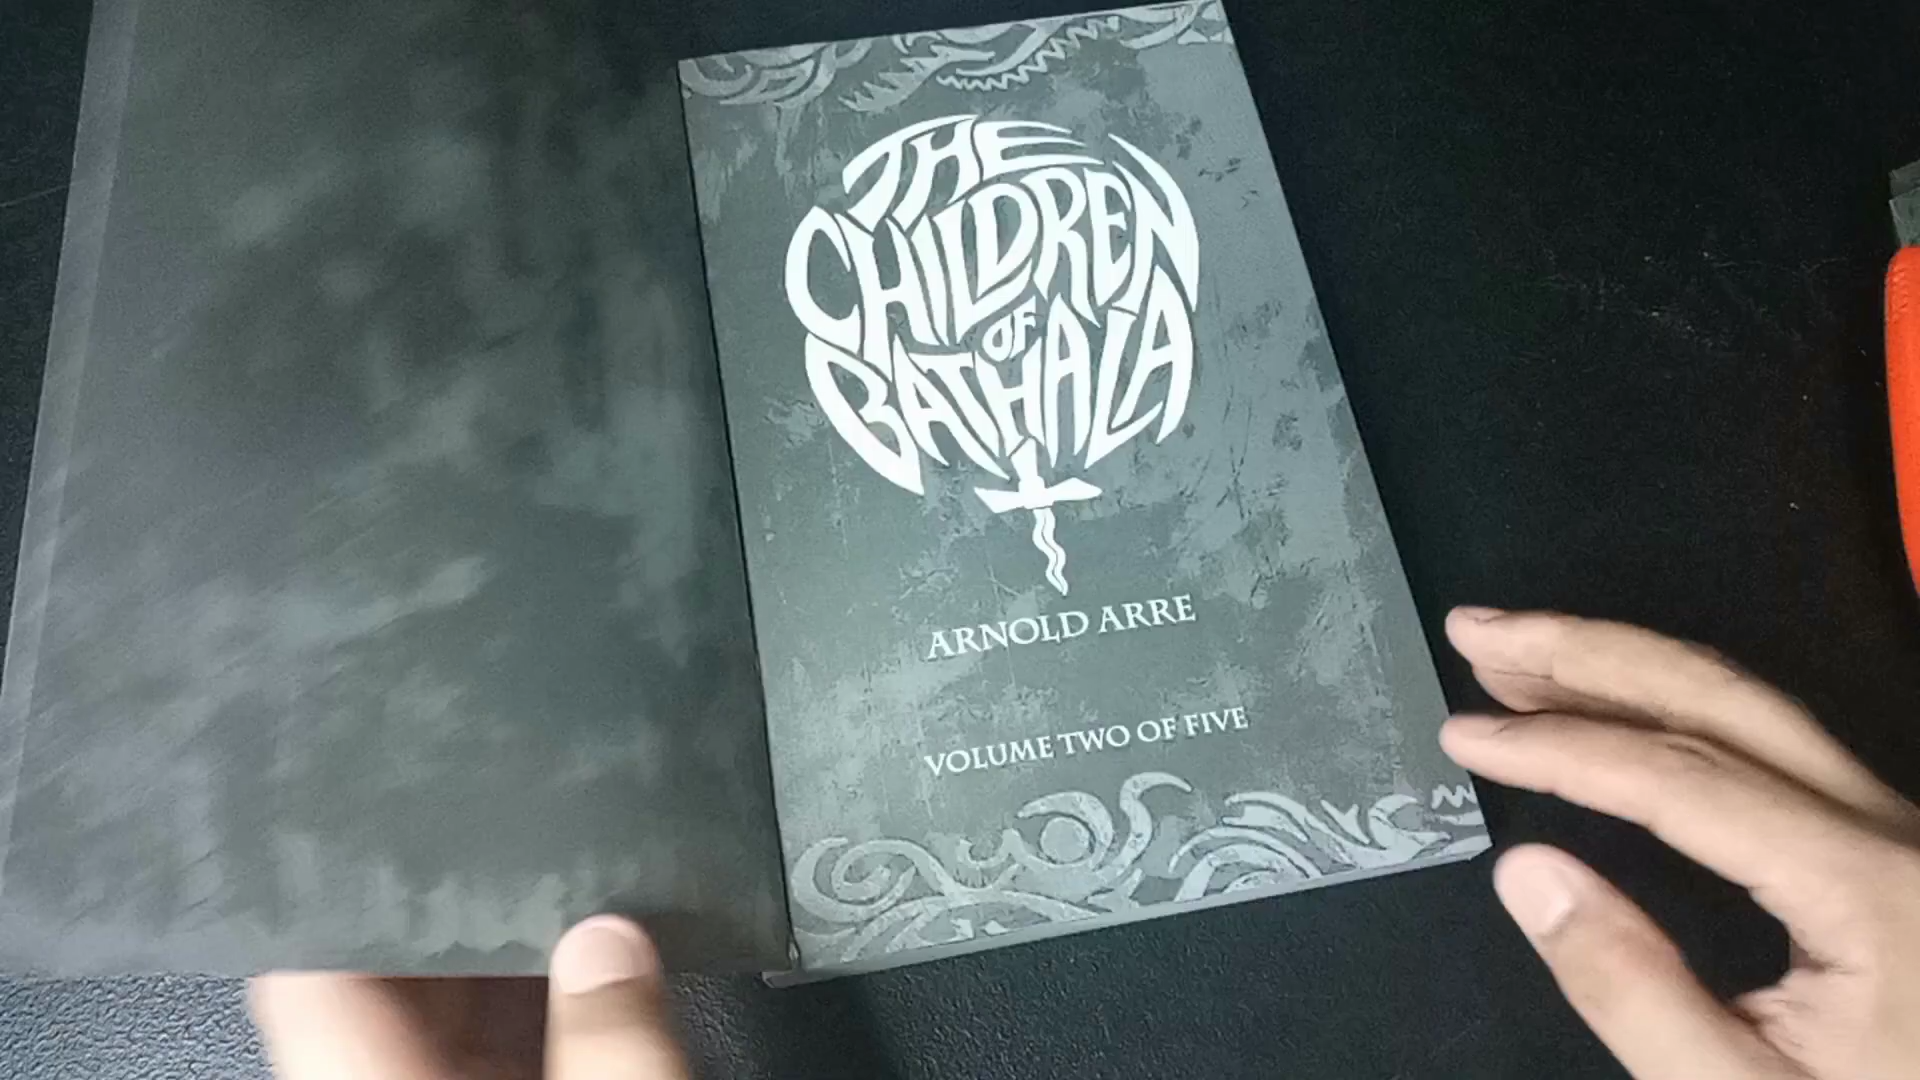 THE
CHILDREN
OF
BATHALA
ARNOLD ARRE
VOLUME TWO OF FIVE